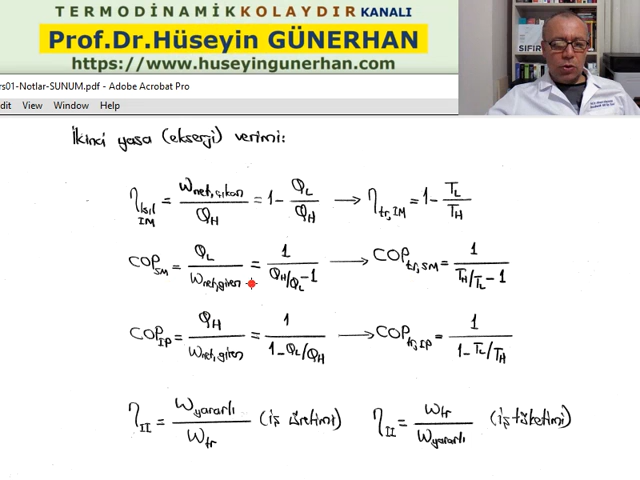 TERMODİNAMİKKOLAYDIR KANALI
Prof.Dr.Hüseyin GÜNERHAN
https://www.huseyingunerhan.com
SIFIR
rs01-Notlar-SUNUM.pdf - Adobe Acrobat Pro
dit View Window Help
İkinci yasa (ekserji) verimi:
η_ısıl IM = W_net,çıkan / Q_H = 1 - Q_L / Q_H → η_tr,IM = 1 - T_L / T_H
COP_SM = Q_L / W_net,giren = 1 / (Q_H/Q_L - 1) → COP_tr,SM = 1 / (T_H/T_L - 1)
COP_IP = Q_H / W_net,giren = 1 / (1 - Q_L/Q_H) → COP_tr,IP = 1 / (1 - T_L/T_H)
η_II = W_yararlı / W_tr (iş üretimi) η_II = W_tr / W_yararlı (iş tüketimi)